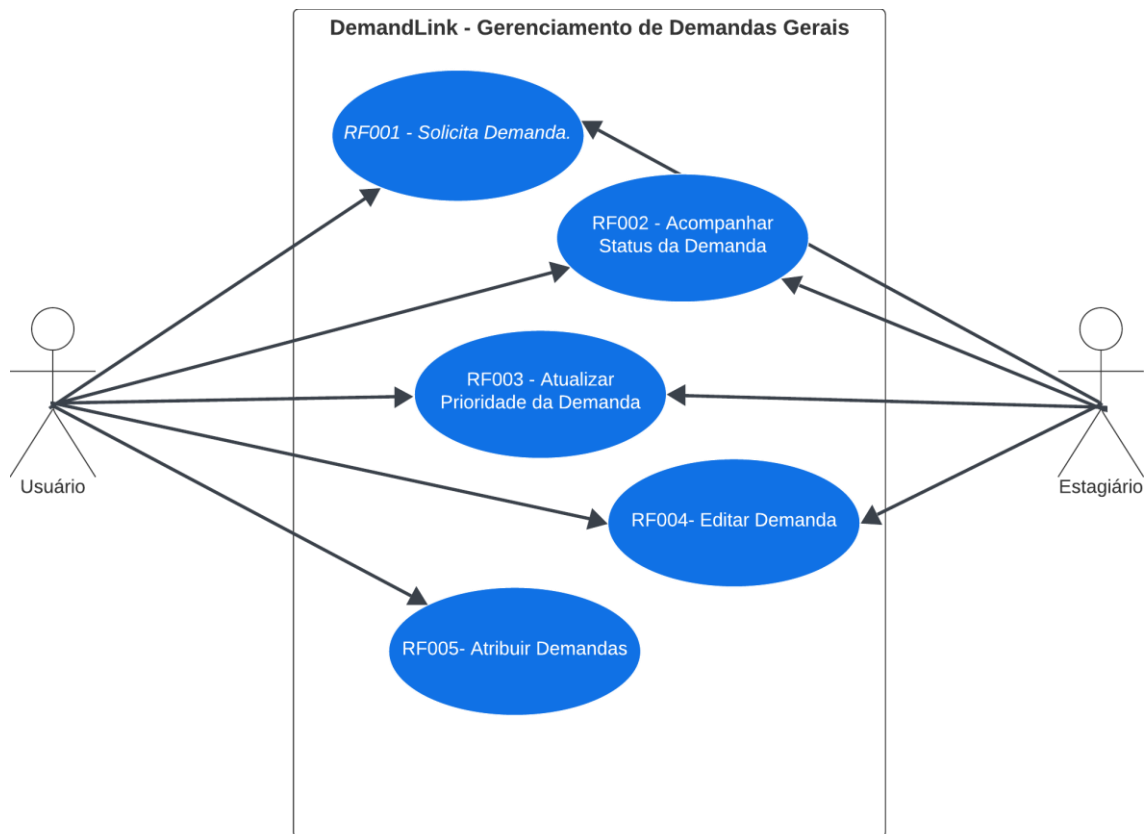 DemandLink - Gerenciamento de Demandas Gerais
RF001 - Solicita Demanda.
RF002 - Acompanhar
Status da Demanda
RF003 - Atualizar
Prioridade da Demanda
Usuário
Estagiário
RF004- Editar Demanda
RF005- Atribuir Demandas